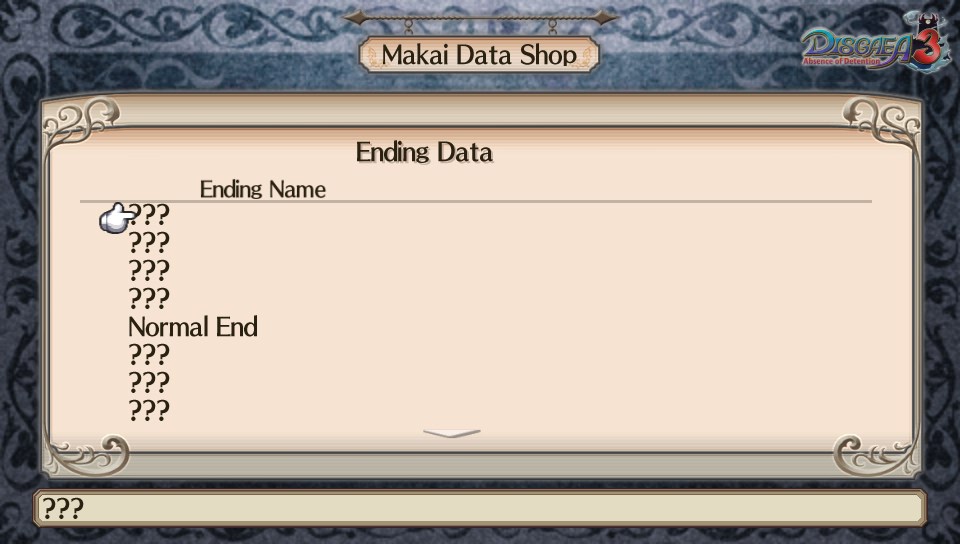 Makai Data Shop
DISGAEA 3
Absence of Detention
Ending Data
Ending Name
???
???
???
???
Normal End
???
???
???
???